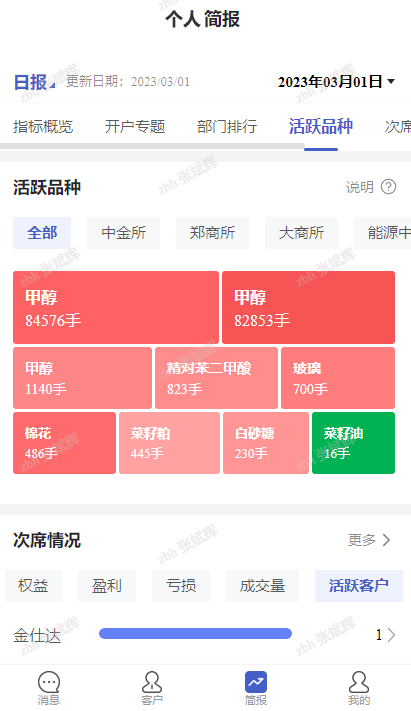 个人简报
日报 更新日期：2023/03/01 2023年03月01日
指标概览 开户专题 部门排行 活跃品种 次席
活跃品种 说明 ?
全部 中金所 郑商所 大商所 能源中
甲醇 甲醇
84576手 82853手
甲醇 精对苯二甲酸 玻璃
1140手 823手 700手
棉花 菜籽粕 白砂糖 菜籽油
486手 445手 230手 16手
次席情况 更多
权益 盈利 亏损 成交量 活跃客户
金仕达 1
消息 客户 简报 我的
zbh 张斌辉